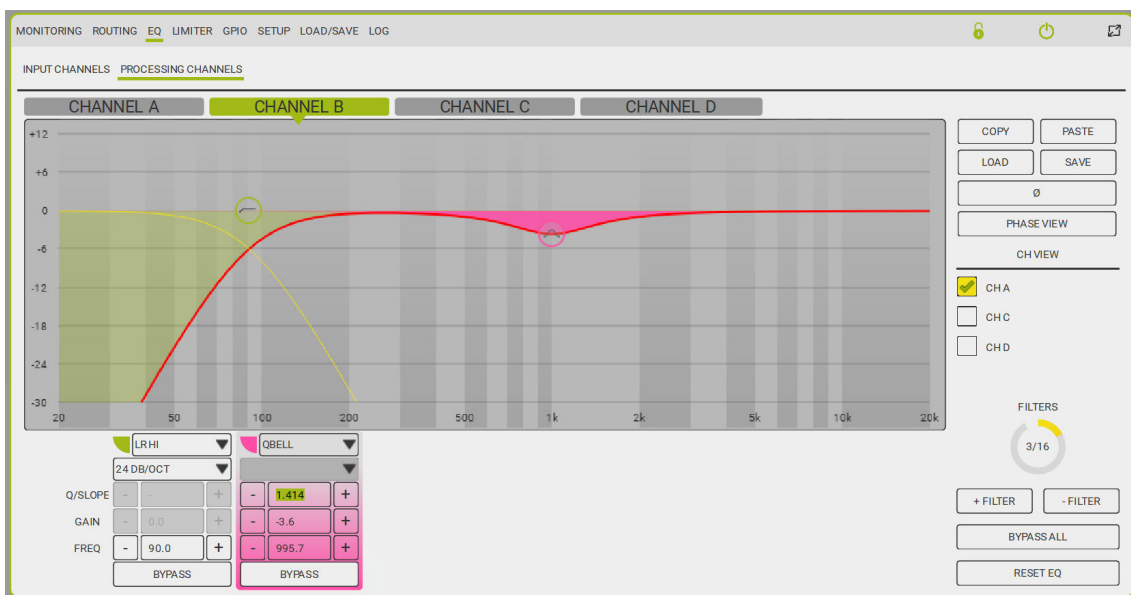 MONITORING ROUTING EQ LIMITER GPIO SETUP LOAD/SAVE LOG
INPUT CHANNELS PROCESSING CHANNELS
CHANNEL A CHANNEL B CHANNEL C CHANNEL D
+12
+6
0
-6
-12
-18
-24
-30
20 50 100 200 500 1k 2k 5k 10k 20k
COPY PASTE
LOAD SAVE
Ø
PHASE VIEW
CH VIEW
CH A
CH C
CH D
FILTERS
3/16
+ FILTER - FILTER
BYPASS ALL
RESET EQ
LR HI QBELL
24 DB/OCT
Q/SLOPE - - + - 1.414 +
GAIN - 0.0 + - -3.6 +
FREQ - 90.0 + - 995.7 +
BYPASS BYPASS